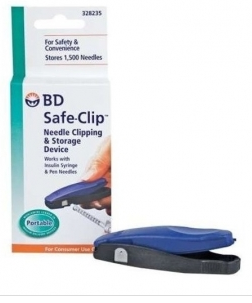 328235
For Safety &
Convenience
Stores 1,500 Needles
BD
Safe-Clip™
Needle Clipping
& Storage
Device
Works with
Insulin Syringe
& Pen Needles
Portable
For Consumer Use